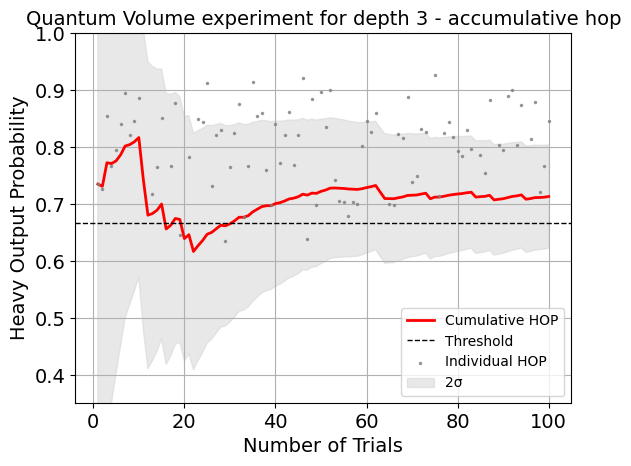 Quantum Volume experiment for depth 3 - accumulative hop
1.0
0.9
0.8
0.7
0.6
0.5
0.4
Heavy Output Probability
Cumulative HOP
Threshold
Individual HOP
2σ
0 20 40 60 80 100
Number of Trials